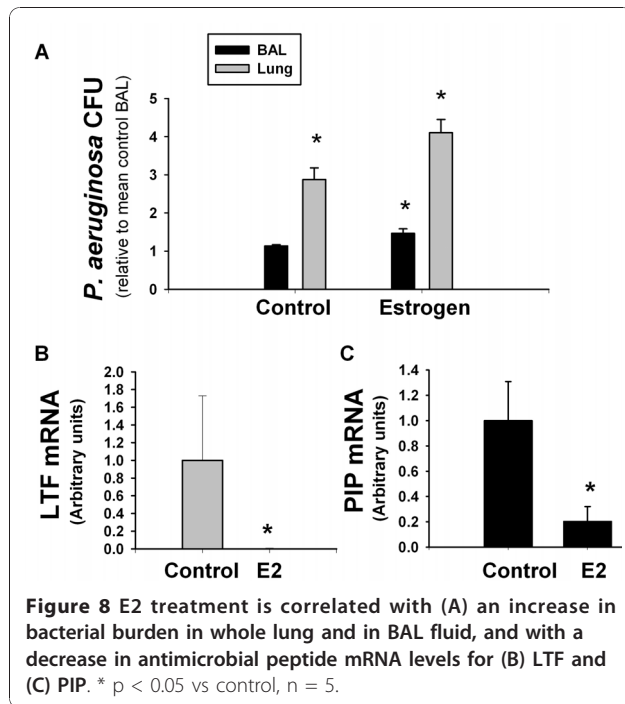 A
BAL
Lung
P. aeruginosa CFU
(relative to mean control BAL)
5
4
3
2
1
0
*
*
*
Control Estrogen
B
LTF mRNA
(Arbitrary units)
2.0
1.8
1.6
1.4
1.2
1.0
0.8
0.6
0.4
0.2
0.0
*
Control E2
C
PIP mRNA
(Arbitrary units)
1.4
1.2
1.0
0.8
0.6
0.4
0.2
0.0
*
Control E2
Figure 8 E2 treatment is correlated with (A) an increase in
bacterial burden in whole lung and in BAL fluid, and with a
decrease in antimicrobial peptide mRNA levels for (B) LTF and
(C) PIP. * p < 0.05 vs control, n = 5.